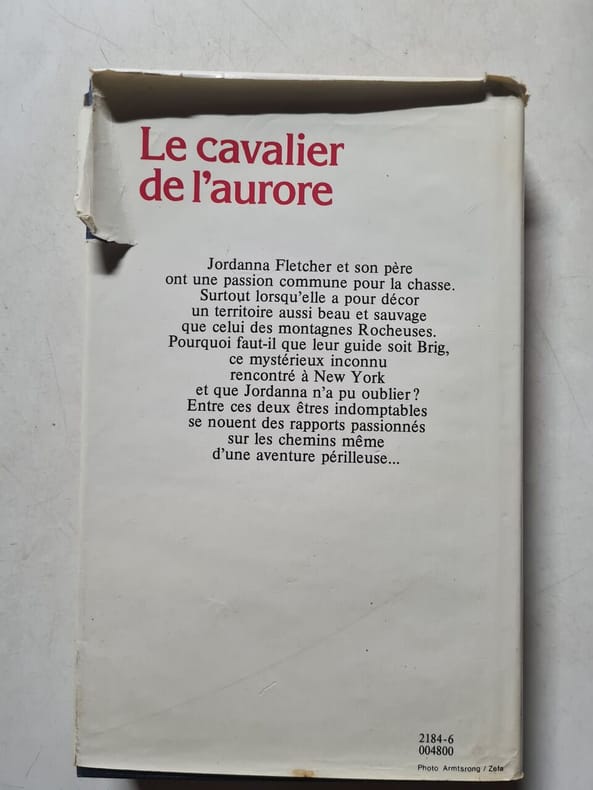 Le cavalier
de l'aurore
Jordanna Fletcher et son père
ont une passion commune pour la chasse.
Surtout lorsqu'elle a pour décor
un territoire aussi beau et sauvage
que celui des montagnes Rocheuses.
Pourquoi faut-il que leur guide soit Brig,
ce mystérieux inconnu
rencontré à New York
et que Jordanna n'a pu oublier ?
Entre ces deux êtres indomptables
se nouent des rapports passionnés
sur les chemins même
d'une aventure périlleuse...
2184-6
004800
Photo Armtsrong / Zefa